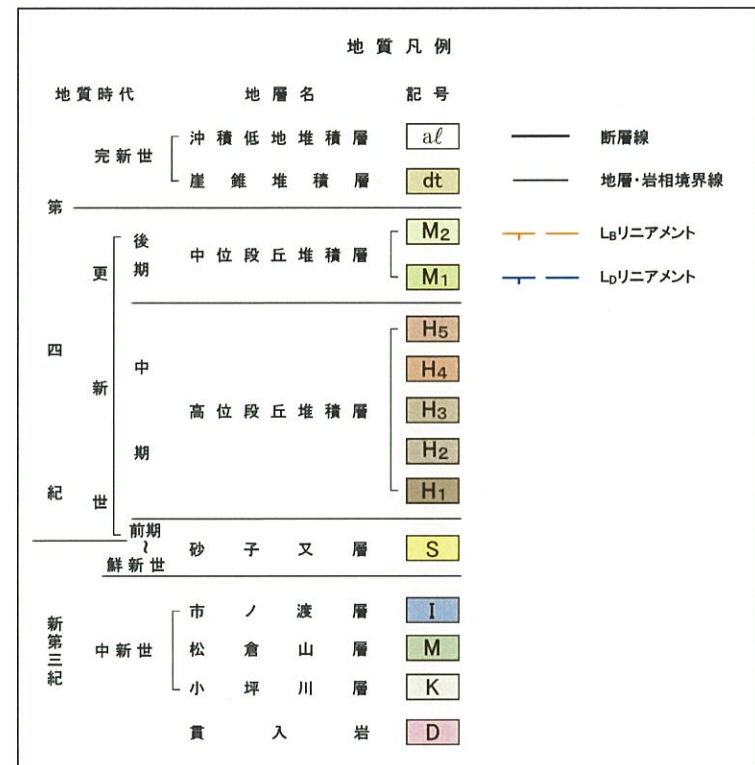 地質凡例
地質時代 地層名 記号
完新世 沖積低地堆積層 aℓ 断層線
崖錐堆積層 dt 地層・岩相境界線
第四紀
更新世 後期 中位段丘堆積層 M2 LBリニアメント
M1 LDリニアメント
中期 高位段丘堆積層 H5
H4
H3
H2
H1
前期～鮮新世 砂子又層 S
新第三紀 中新世 市ノ渡層 I
松倉山層 M
小坪川層 K
貫入岩 D